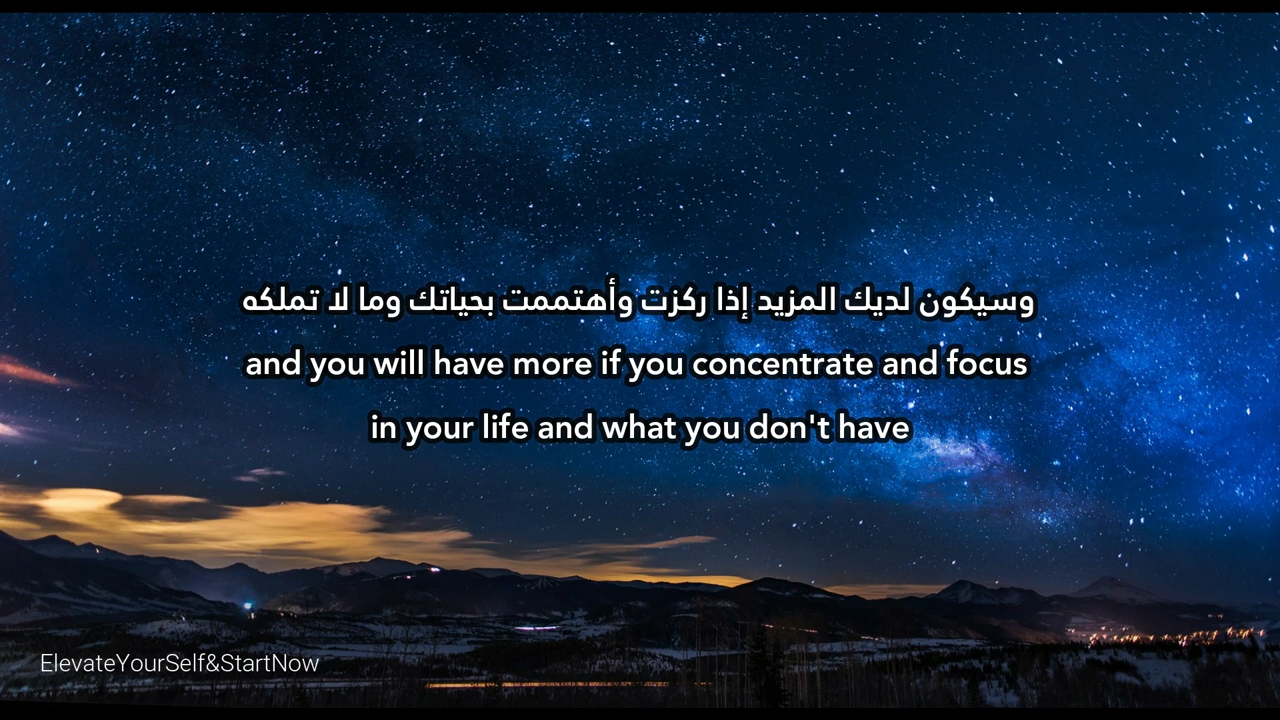 وسيكون لديك المزيد إذا ركزت وأهتممت بحياتك وما لا تملكه
and you will have more if you concentrate and focus
in your life and what you don't have
ElevateYourSelf&StartNow